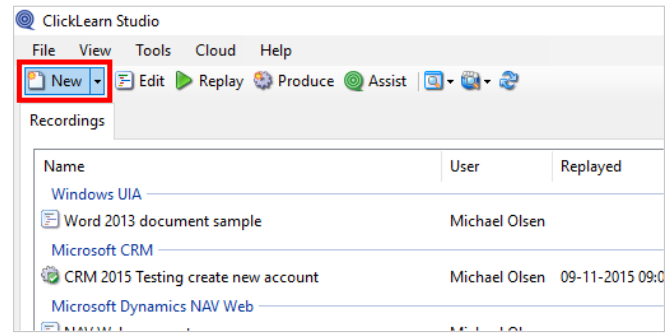 ClickLearn Studio
File View Tools Cloud Help
New Edit Replay Produce Assist
Recordings
Name User Replayed
Windows UIA
Word 2013 document sample Michael Olsen
Microsoft CRM
CRM 2015 Testing create new account Michael Olsen 09-11-2015 09:0
Microsoft Dynamics NAV Web